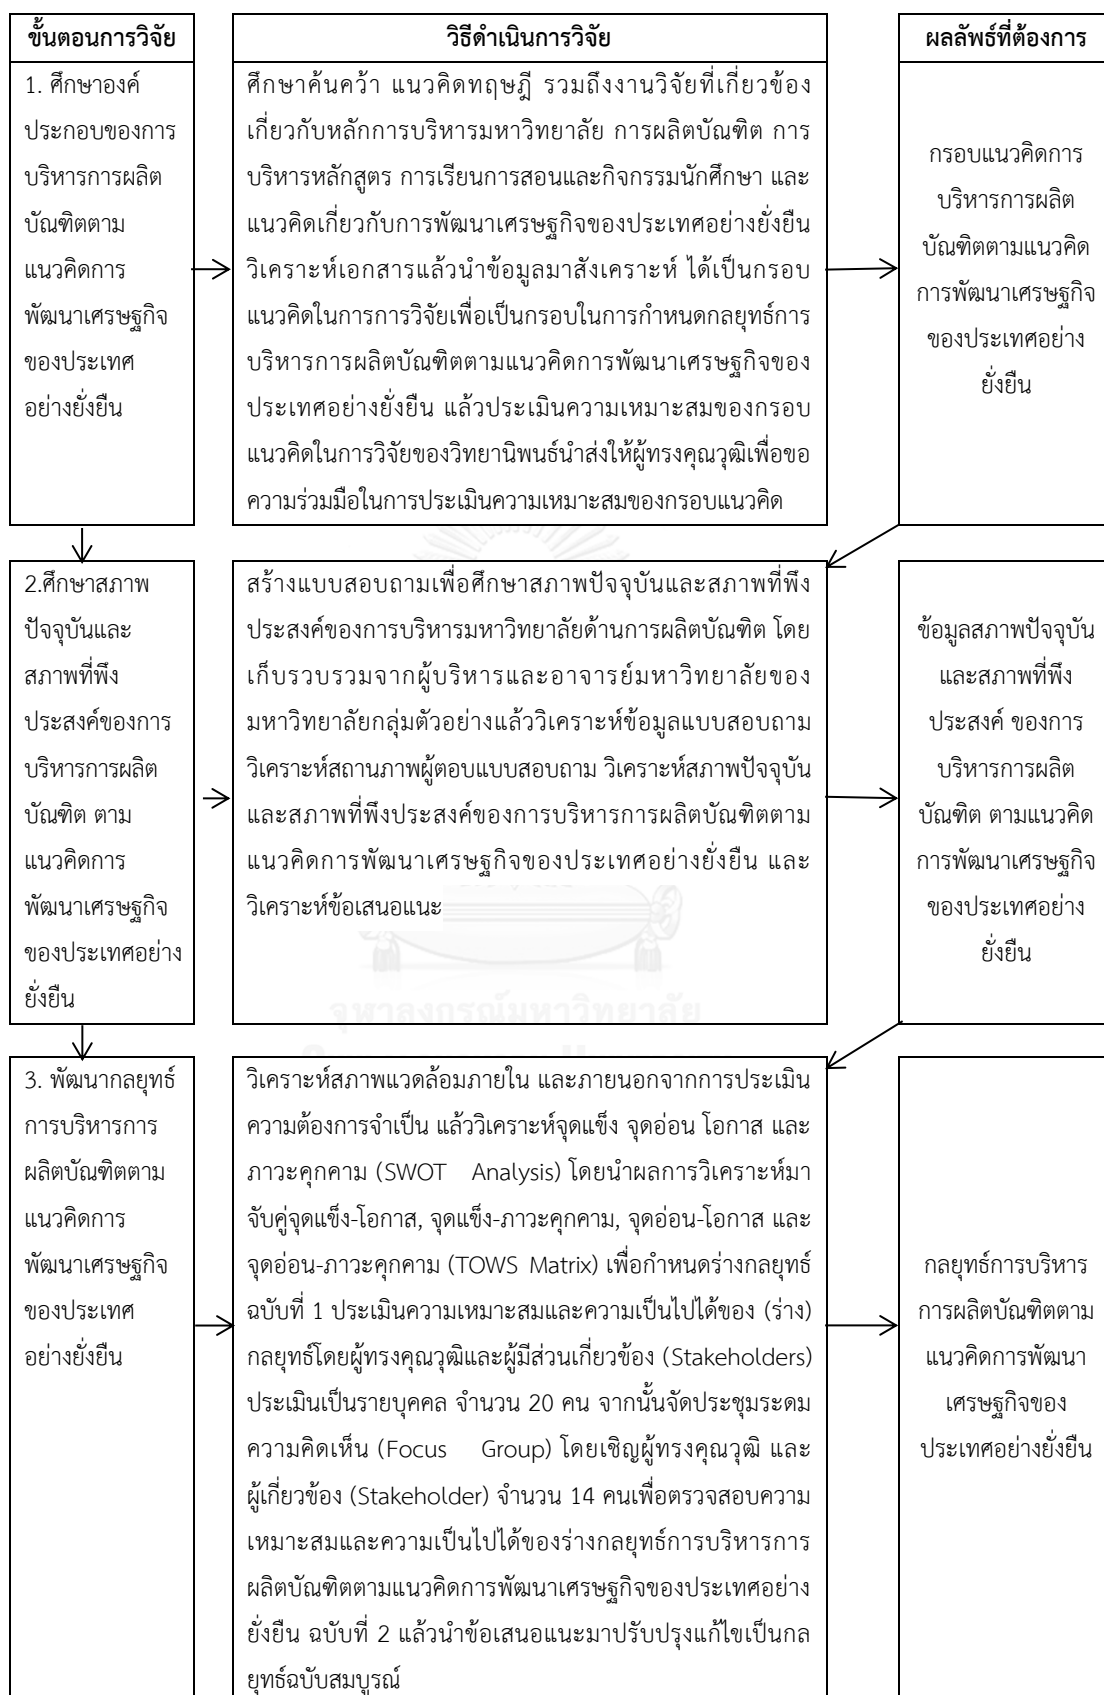 ขั้นตอนการวิจัย
วิธีดำเนินการวิจัย
ผลลัพธ์ที่ต้องการ
1. ศึกษาองค์
ประกอบของการ
บริหารการผลิต
บัณฑิตตาม
แนวคิดการ
พัฒนาเศรษฐกิจ
ของประเทศ
อย่างยั่งยืน
ศึกษาค้นคว้า แนวคิดทฤษฎี รวมถึงงานวิจัยที่เกี่ยวข้อง
เกี่ยวกับหลักการบริหารมหาวิทยาลัย การผลิตบัณฑิต การ
บริหารหลักสูตร การเรียนการสอนและกิจกรรมนักศึกษา และ
แนวคิดเกี่ยวกับการพัฒนาเศรษฐกิจของประเทศอย่างยั่งยืน
วิเคราะห์เอกสารแล้วนำข้อมูลมาสังเคราะห์ ได้เป็นกรอบ
แนวคิดในการการวิจัยเพื่อเป็นกรอบในการกำหนดกลยุทธ์การ
บริหารการผลิตบัณฑิตตามแนวคิดการพัฒนาเศรษฐกิจของ
ประเทศอย่างยั่งยืน แล้วประเมินความเหมาะสมของกรอบ
แนวคิดในการวิจัยของวิทยานิพนธ์นำส่งให้ผู้ทรงคุณวุฒิเพื่อขอ
ความร่วมมือในการประเมินความเหมาะสมของกรอบแนวคิด
กรอบแนวคิดการ
บริหารการผลิต
บัณฑิตตามแนวคิด
การพัฒนาเศรษฐกิจ
ของประเทศอย่าง
ยั่งยืน
2.ศึกษาสภาพ
ปัจจุบันและ
สภาพที่พึง
ประสงค์ของการ
บริหารการผลิต
บัณฑิต ตาม
แนวคิดการ
พัฒนาเศรษฐกิจ
ของประเทศอย่าง
ยั่งยืน
สร้างแบบสอบถามเพื่อศึกษาสภาพปัจจุบันและสภาพที่พึง
ประสงค์ของการบริหารมหาวิทยาลัยด้านการผลิตบัณฑิต โดย
เก็บรวบรวมจากผู้บริหารและอาจารย์มหาวิทยาลัยของ
มหาวิทยาลัยกลุ่มตัวอย่างแล้ววิเคราะห์ข้อมูลแบบสอบถาม
วิเคราะห์สถานภาพผู้ตอบแบบสอบถาม วิเคราะห์สภาพปัจจุบัน
และสภาพที่พึงประสงค์ของการบริหารการผลิตบัณฑิตตาม
แนวคิดการพัฒนาเศรษฐกิจของประเทศอย่างยั่งยืน และ
วิเคราะห์ข้อเสนอแนะ
จุฬาลงกรณ์มหาวิทยาลัย
ข้อมูลสภาพปัจจุบัน
และสภาพที่พึง
ประสงค์ ของการ
บริหารการผลิต
บัณฑิต ตามแนวคิด
การพัฒนาเศรษฐกิจ
ของประเทศอย่าง
ยั่งยืน
3. พัฒนากลยุทธ์
การบริหารการ
ผลิตบัณฑิตตาม
แนวคิดการ
พัฒนาเศรษฐกิจ
ของประเทศ
อย่างยั่งยืน
วิเคราะห์สภาพแวดล้อมภายใน และภายนอกจากการประเมิน
ความต้องการจำเป็น แล้ววิเคราะห์จุดแข็ง จุดอ่อน โอกาส และ
ภาวะคุกคาม (SWOT Analysis) โดยนำผลการวิเคราะห์มา
จับคู่จุดแข็ง-โอกาส, จุดแข็ง-ภาวะคุกคาม, จุดอ่อน-โอกาส และ
จุดอ่อน-ภาวะคุกคาม (TOWS Matrix) เพื่อกำหนดร่างกลยุทธ์
ฉบับที่ 1 ประเมินความเหมาะสมและความเป็นไปได้ของ (ร่าง)
กลยุทธ์โดยผู้ทรงคุณวุฒิและผู้มีส่วนเกี่ยวข้อง (Stakeholders)
ประเมินเป็นรายบุคคล จำนวน 20 คน จากนั้นจัดประชุมระดม
ความคิดเห็น (Focus Group) โดยเชิญผู้ทรงคุณวุฒิ และ
ผู้เกี่ยวข้อง (Stakeholder) จำนวน 14 คนเพื่อตรวจสอบความ
เหมาะสมและความเป็นไปได้ของร่างกลยุทธ์การบริหารการ
ผลิตบัณฑิตตามแนวคิดการพัฒนาเศรษฐกิจของประเทศอย่าง
ยั่งยืน ฉบับที่ 2 แล้วนำข้อเสนอแนะมาปรับปรุงแก้ไขเป็นกล
ยุทธ์ฉบับสมบูรณ์
กลยุทธ์การบริหาร
การผลิตบัณฑิตตาม
แนวคิดการพัฒนา
เศรษฐกิจของ
ประเทศอย่างยั่งยืน